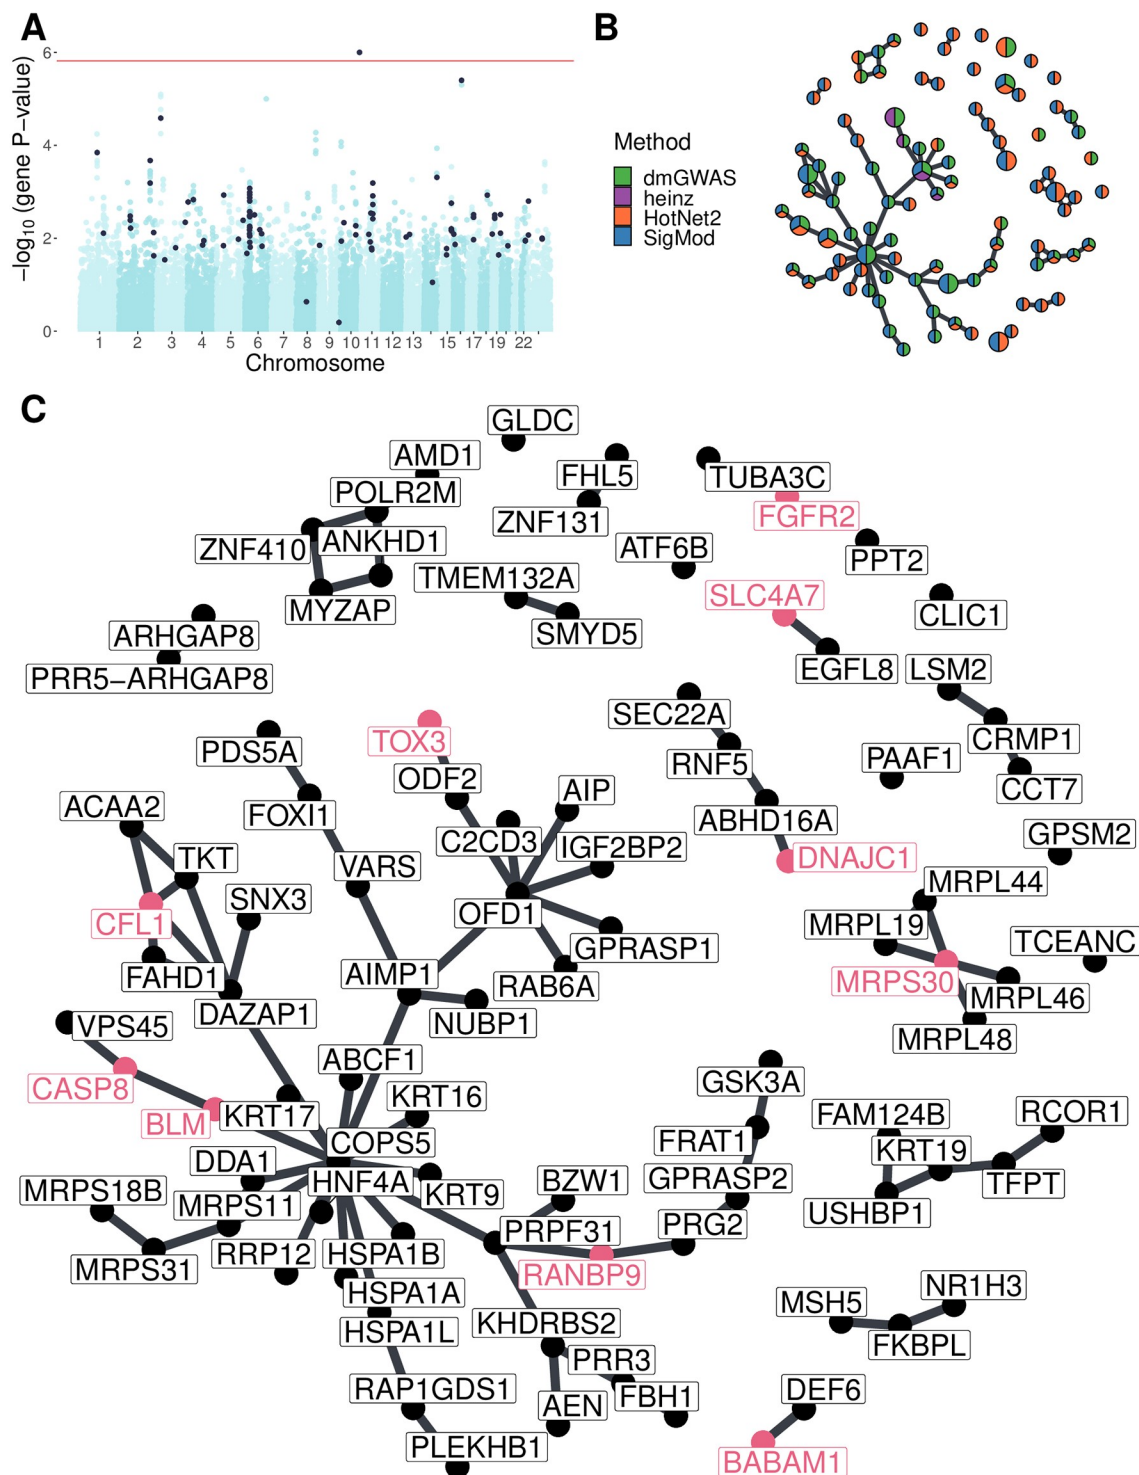 A
−log10 (gene P−value)
6
4
2
0
1 2 3 4 5 6 7 8 9 10 11 12 13 15 17 19 22
Chromosome
B
Method
dmGWAS
heinz
HotNet2
SigMod
C
GLDC
AMD1
FHL5
TUBA3C
POLR2M
FGFR2
ZNF131
ZNF410
ANKHD1
ATF6B
PPT2
TMEM132A
SLC4A7
MYZAP
CLIC1
ARHGAP8
SMYD5
EGFL8
LSM2
PRR5−ARHGAP8
SEC22A
CRMP1
TOX3
PDS5A
RNF5
PAAF1
ODF2
CCT7
AIP
ACAA2
FOXI1
ABHD16A
C2CD3
GPSM2
IGF2BP2
TKT
VARS
DNAJC1
MRPL44
SNX3
OFD1
CFL1
MRPL19
TCEANC
GPRASP1
FAHD1
AIMP1
RAB6A
MRPS30
MRPL46
DAZAP1
NUBP1
VPS45
MRPL48
ABCF1
CASP8
GSK3A
KRT16
BLM
KRT17
FAM124B
RCOR1
COPS5
FRAT1
KRT19
DDA1
HNF4A
GPRASP2
TFPT
MRPS18B
KRT9
BZW1
MRPS11
USHBP1
PRPF31
PRG2
RRP12
HSPA1B
MRPS31
RANBP9
NR1H3
HSPA1A
MSH5
KHDRBS2
HSPA1L
FKBPL
PRR3
RAP1GDS1
FBH1
DEF6
AEN
PLEKHB1
BABAM1